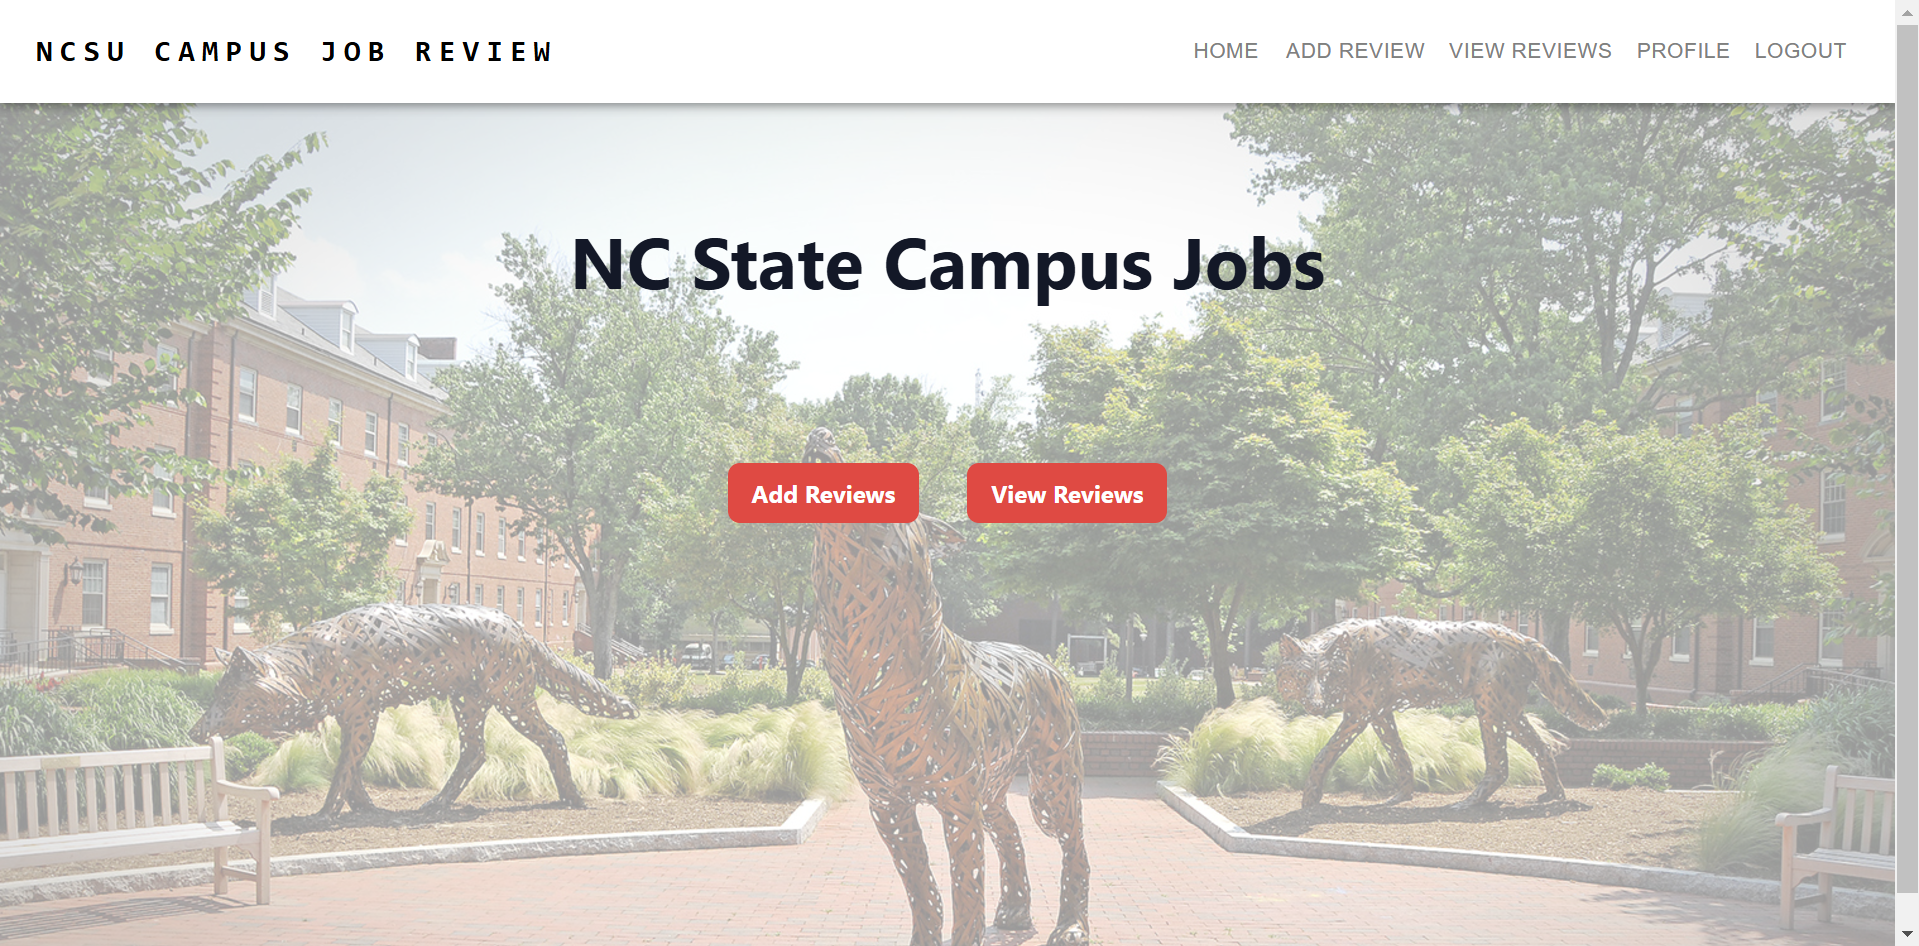 NCSU CAMPUS JOB REVIEW
HOME ADD REVIEW VIEW REVIEWS PROFILE LOGOUT
NC State Campus Jobs
Add Reviews View Reviews